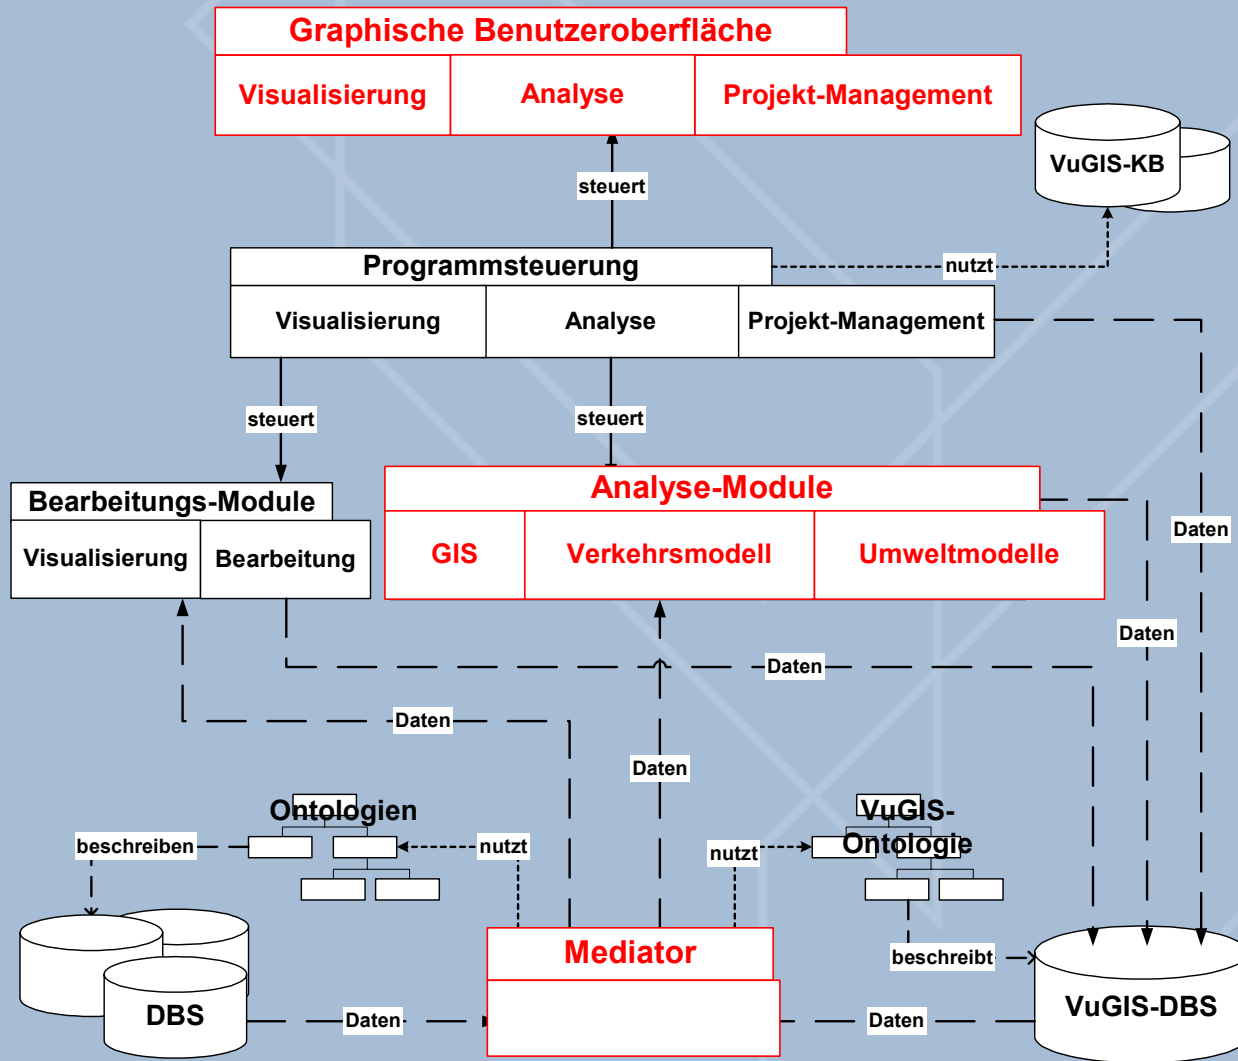 Graphische Benutzeroberfläche
Visualisierung
Analyse
Projekt-Management
VuGIS-KB
steuert
Programmsteuerung
nutzt
Visualisierung
Analyse
Projekt-Management
steuert
steuert
Bearbeitungs-Module
Visualisierung
Bearbeitung
Analyse-Module
GIS
Verkehrsmodell
Umweltmodelle
Daten
Daten
Daten
Daten
Daten
Ontologien
beschreiben
nutzt
VuGIS-
Ontologie
nutzt
beschreibt
Mediator
DBS
Daten
Daten
VuGIS-DBS